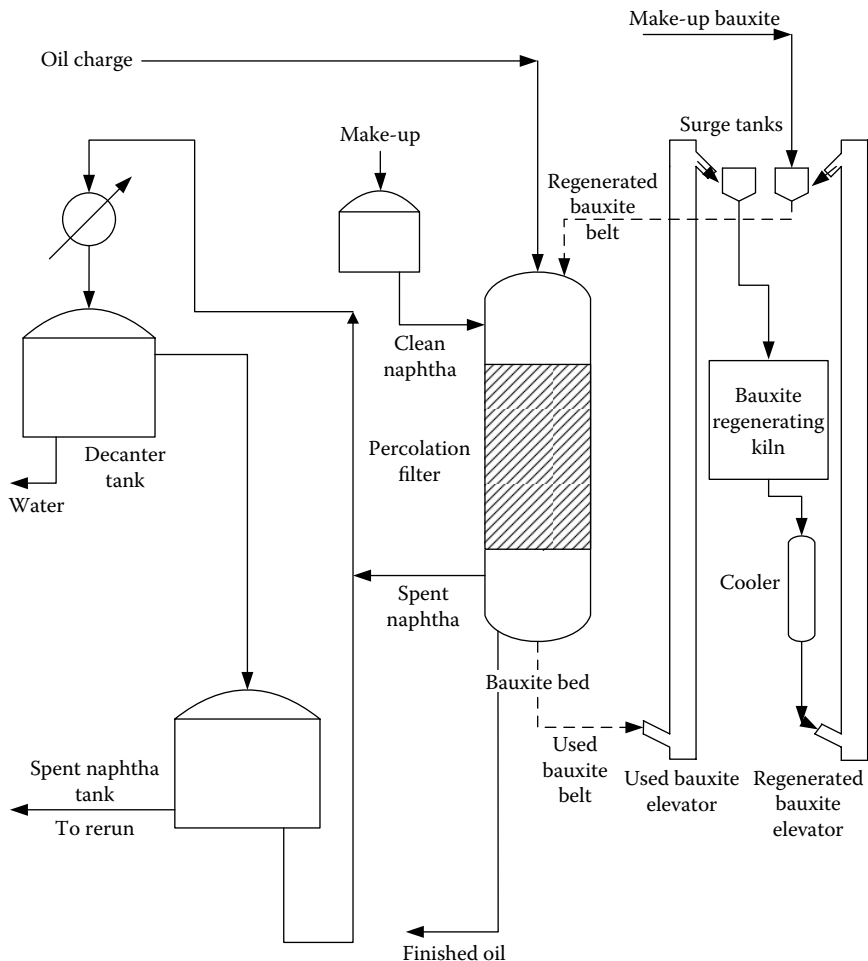 Make-up bauxite
Oil charge
Make-up
Surge tanks
Regenerated
bauxite
belt
Clean
naphtha
Bauxite
regenerating
kiln
Percolation
filter
Decanter
tank
Water
Cooler
Spent
naphtha
Bauxite bed
Used
bauxite
belt
Used bauxite
elevator
Regenerated
bauxite
elevator
Spent naphtha
tank
To rerun
Finished oil